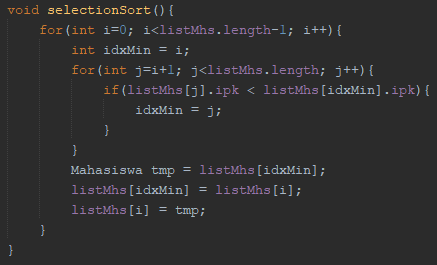 void selectionSort(){
    for(int i=0; i<listMhs.length-1; i++){
        int idxMin = i;
        for(int j=i+1; j<listMhs.length; j++){
            if(listMhs[j].ipk < listMhs[idxMin].ipk){
                idxMin = j;
            }
        }
        Mahasiswa tmp = listMhs[idxMin];
        listMhs[idxMin] = listMhs[i];
        listMhs[i] = tmp;
    }
}